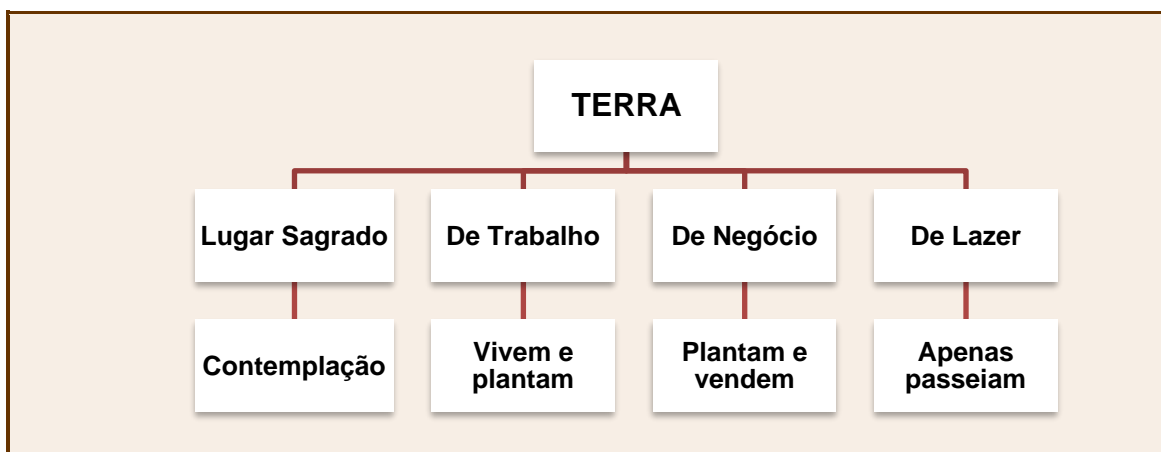 TERRA
Lugar Sagrado
De Trabalho
De Negócio
De Lazer
Contemplação
Vivem e
plantam
Plantam e
vendem
Apenas
passeiam